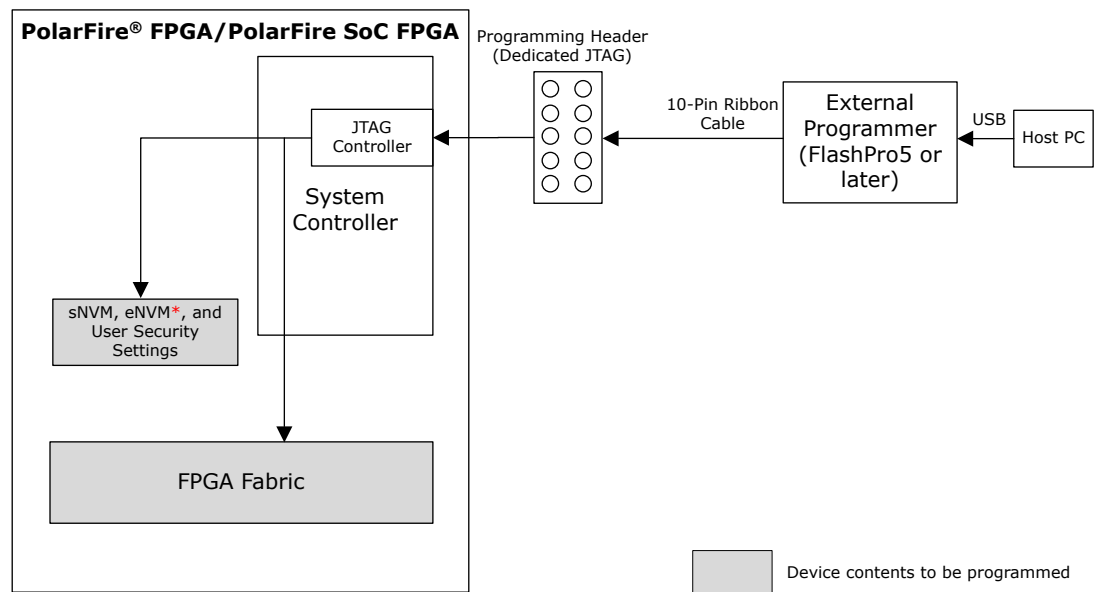 PolarFire® FPGA/PolarFire SoC FPGA
Programming Header
(Dedicated JTAG)
10-Pin Ribbon
Cable
External
Programmer
(FlashPro5 or
later)
USB
Host PC
JTAG
Controller
System
Controller
sNVM, eNVM*, and
User Security
Settings
FPGA Fabric
Device contents to be programmed